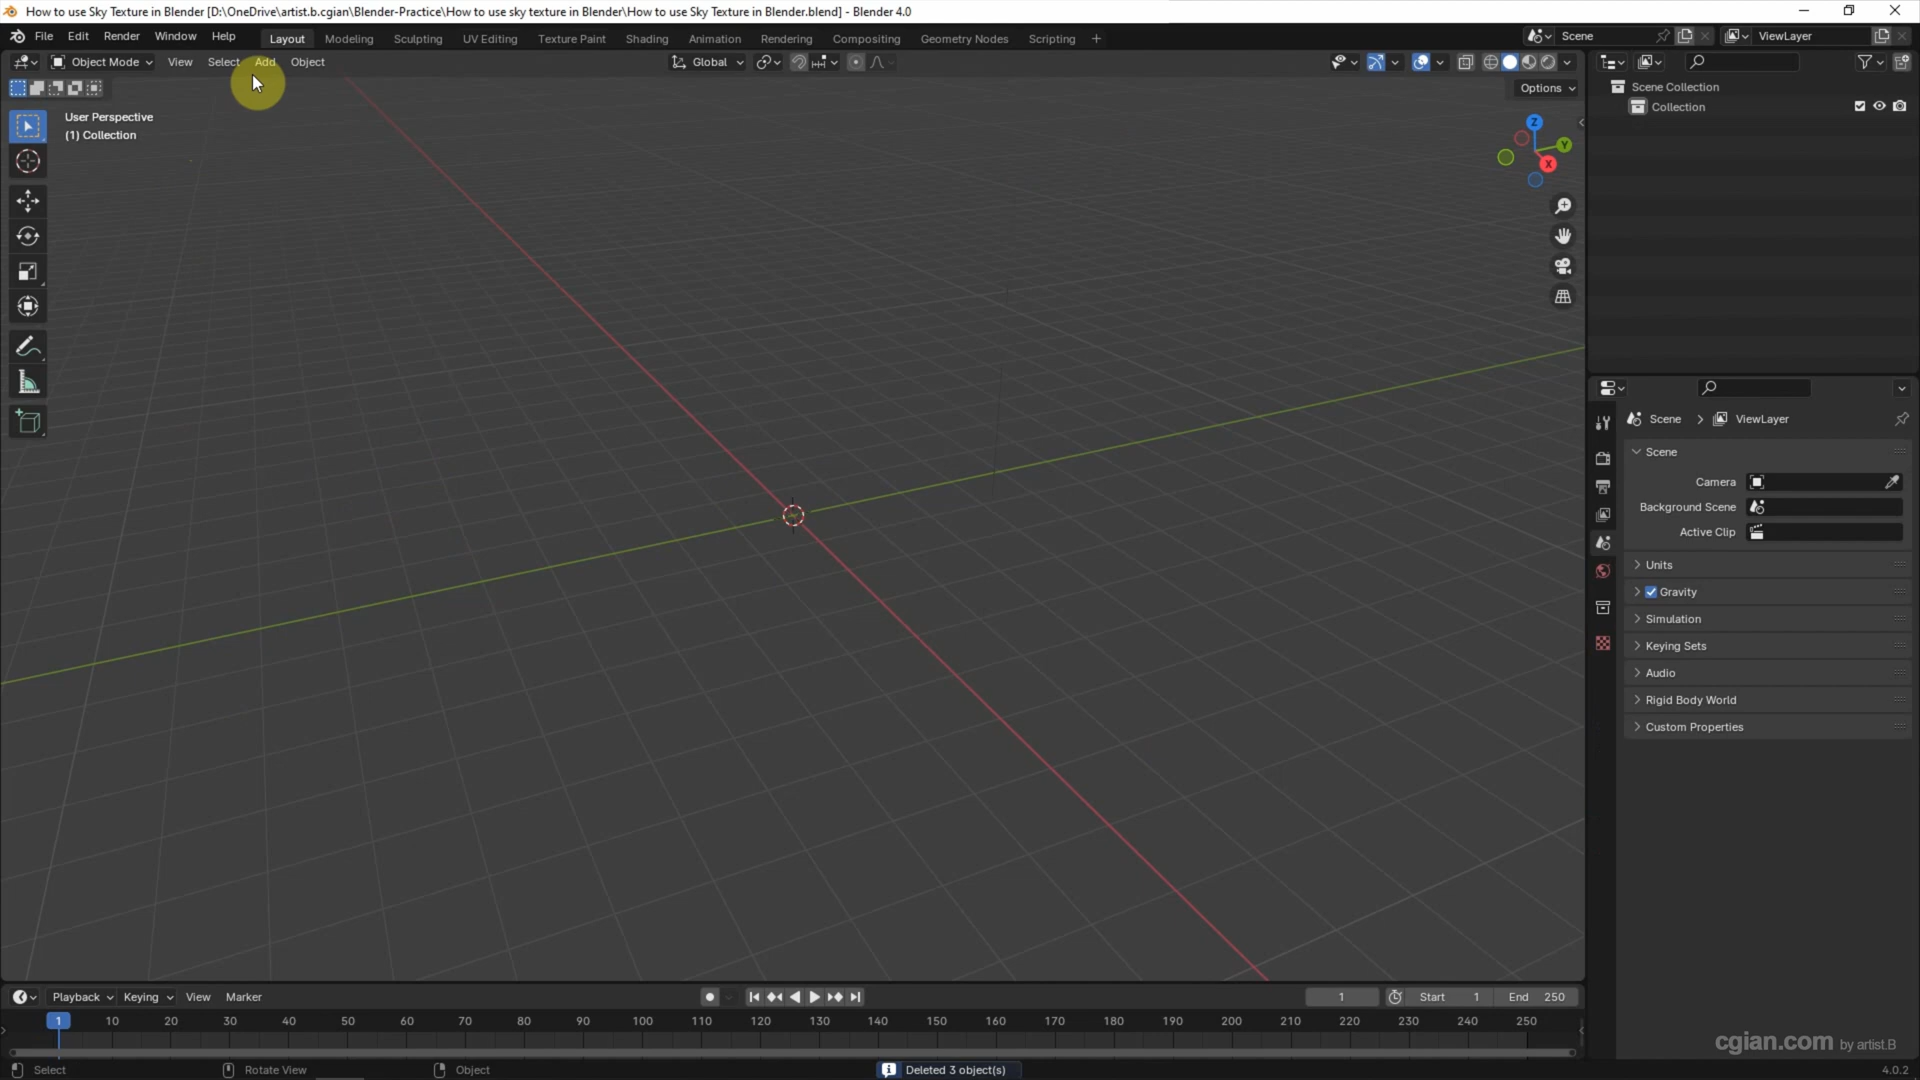 How to use Sky Texture in Blender [D:\OneDrive\artist.b.cgian\Blender-Practice\How to use sky texture in Blender\How to use Sky Texture in Blender.blend] - Blender 4.0
File Edit Render Window Help Layout Modeling Sculpting UV Editing Texture Paint Shading Animation Rendering Compositing Geometry Nodes Scripting + Scene ViewLayer
Object Mode View Select Add Object Global
Options
User Perspective
(1) Collection
Z
Y
X
Scene Collection
Collection
Scene > ViewLayer
Scene
Camera
Background Scene
Active Clip
Units
Gravity
Simulation
Keying Sets
Audio
Rigid Body World
Custom Properties
Playback Keying View Marker 1 Start 1 End 250
1 10 20 30 40 50 60 70 80 90 100 110 120 130 140 150 160 170 180 190 200 210 220 230 240 250
cgian.com by artist.B
Select Rotate View Object Deleted 3 object(s) 4.0.2